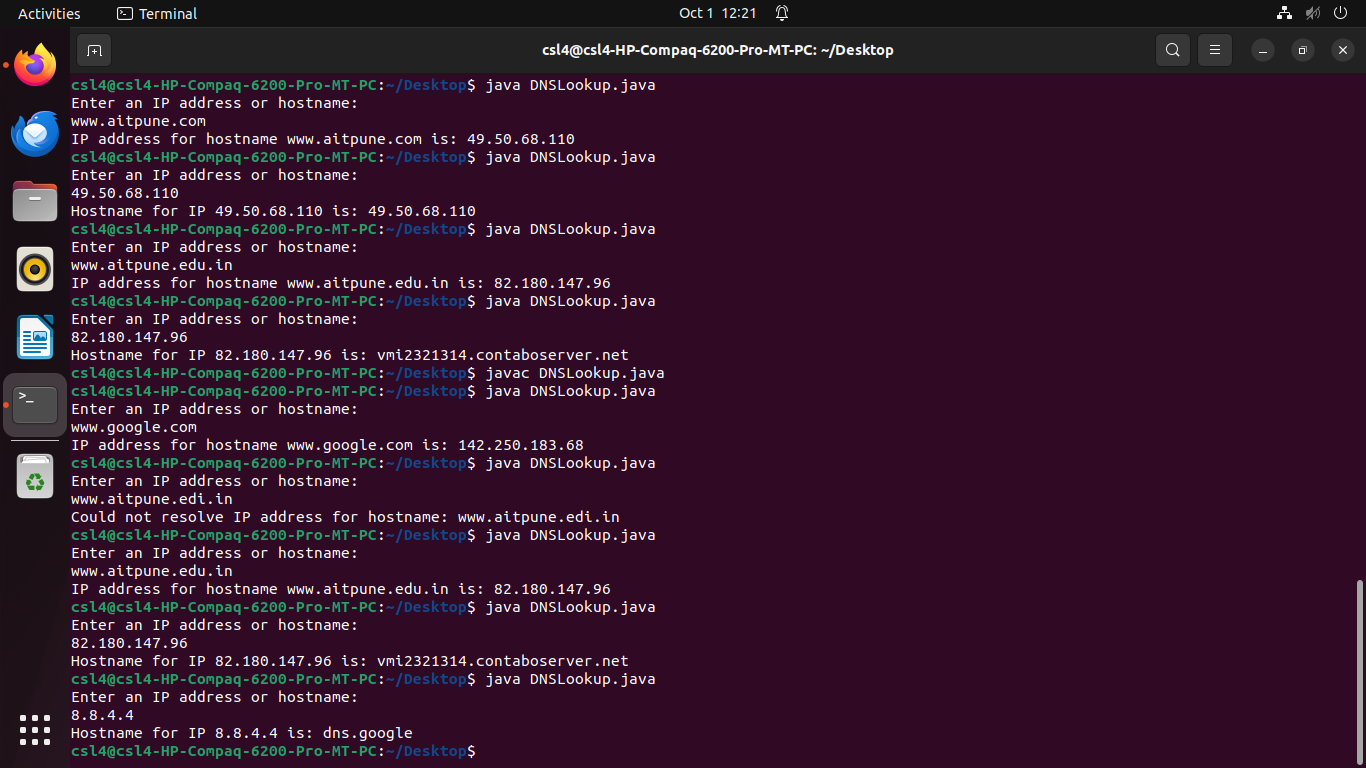 Activities
Terminal
Oct 1 12:21
csl4@csl4-HP-Compaq-6200-Pro-MT-PC: ~/Desktop
csl4@csl4-HP-Compaq-6200-Pro-MT-PC:~/Desktop$ java DNSLookup.java
Enter an IP address or hostname:
www.aitpune.com
IP address for hostname www.aitpune.com is: 49.50.68.110
csl4@csl4-HP-Compaq-6200-Pro-MT-PC:~/Desktop$ java DNSLookup.java
Enter an IP address or hostname:
49.50.68.110
Hostname for IP 49.50.68.110 is: 49.50.68.110
csl4@csl4-HP-Compaq-6200-Pro-MT-PC:~/Desktop$ java DNSLookup.java
Enter an IP address or hostname:
www.aitpune.edu.in
IP address for hostname www.aitpune.edu.in is: 82.180.147.96
csl4@csl4-HP-Compaq-6200-Pro-MT-PC:~/Desktop$ java DNSLookup.java
Enter an IP address or hostname:
82.180.147.96
Hostname for IP 82.180.147.96 is: vmi2321314.contaboserver.net
csl4@csl4-HP-Compaq-6200-Pro-MT-PC:~/Desktop$ javac DNSLookup.java
csl4@csl4-HP-Compaq-6200-Pro-MT-PC:~/Desktop$ java DNSLookup.java
Enter an IP address or hostname:
www.google.com
IP address for hostname www.google.com is: 142.250.183.68
csl4@csl4-HP-Compaq-6200-Pro-MT-PC:~/Desktop$ java DNSLookup.java
Enter an IP address or hostname:
www.aitpune.edi.in
Could not resolve IP address for hostname: www.aitpune.edi.in
csl4@csl4-HP-Compaq-6200-Pro-MT-PC:~/Desktop$ java DNSLookup.java
Enter an IP address or hostname:
www.aitpune.edu.in
IP address for hostname www.aitpune.edu.in is: 82.180.147.96
csl4@csl4-HP-Compaq-6200-Pro-MT-PC:~/Desktop$ java DNSLookup.java
Enter an IP address or hostname:
82.180.147.96
Hostname for IP 82.180.147.96 is: vmi2321314.contaboserver.net
csl4@csl4-HP-Compaq-6200-Pro-MT-PC:~/Desktop$ java DNSLookup.java
Enter an IP address or hostname:
8.8.4.4
Hostname for IP 8.8.4.4 is: dns.google
csl4@csl4-HP-Compaq-6200-Pro-MT-PC:~/Desktop$